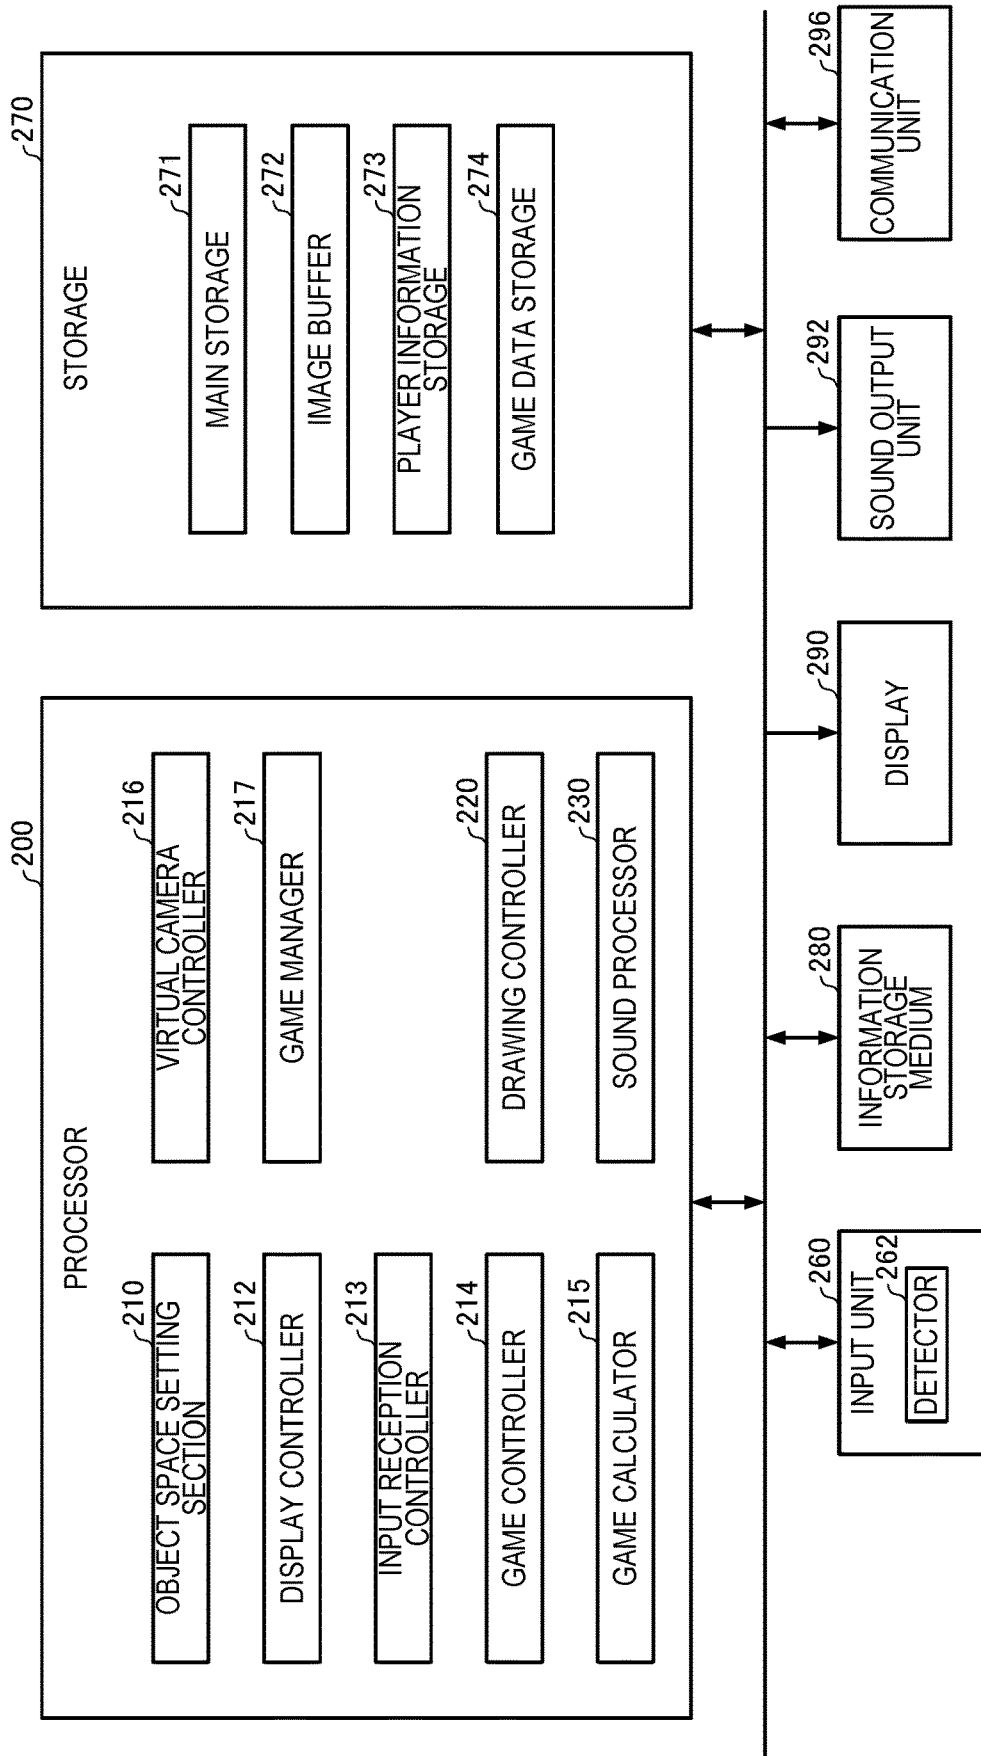 200
PROCESSOR
210
OBJECT SPACE SETTING
SECTION
212
DISPLAY CONTROLLER
213
INPUT RECEPTION
CONTROLLER
214
GAME CONTROLLER
215
GAME CALCULATOR
216
VIRTUAL CAMERA
CONTROLLER
217
GAME MANAGER
220
DRAWING CONTROLLER
230
SOUND PROCESSOR
270
STORAGE
271
MAIN STORAGE
272
IMAGE BUFFER
273
PLAYER INFORMATION
STORAGE
274
GAME DATA STORAGE
260
INPUT UNIT
262
DETECTOR
280
INFORMATION
STORAGE
MEDIUM
290
DISPLAY
292
SOUND OUTPUT
UNIT
296
COMMUNICATION
UNIT